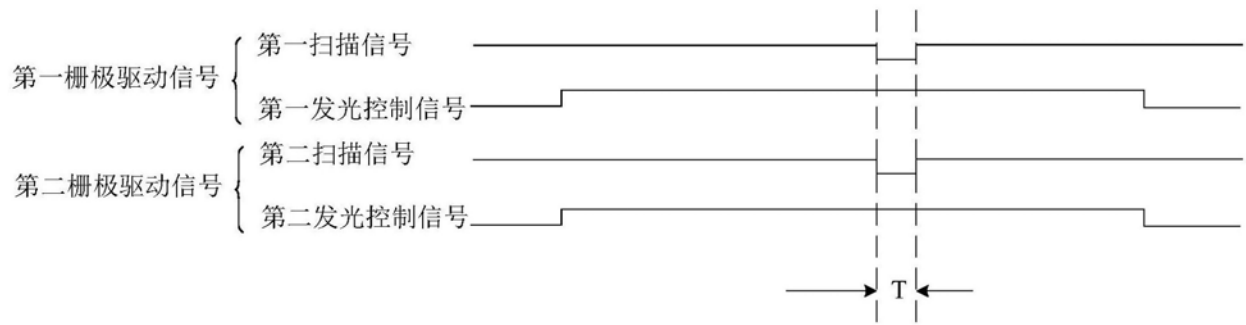 第一扫描信号
第一栅极驱动信号
第一发光控制信号
第二扫描信号
第二栅极驱动信号
第二发光控制信号
T